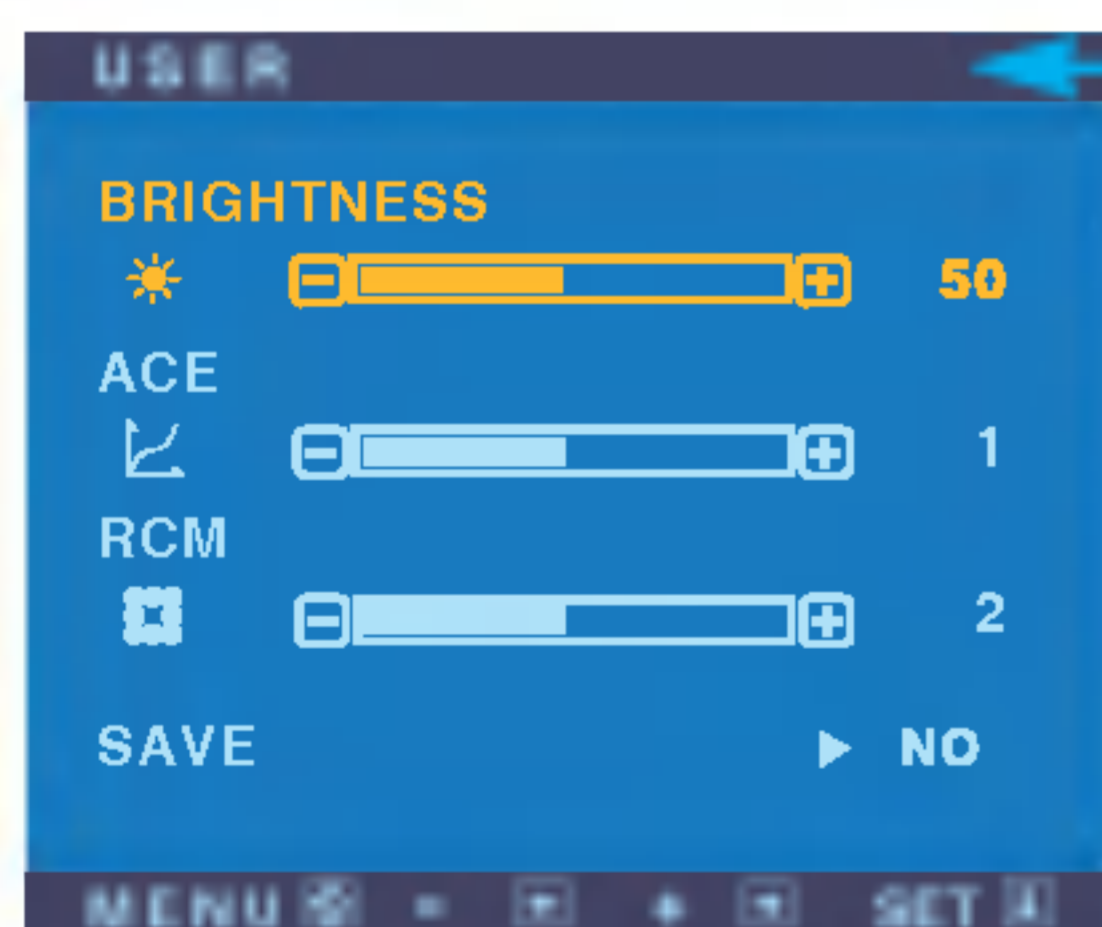 USER
BRIGHTNESS
50
ACE
1
RCM
2
SAVE ▶ NO
MENU - + SET